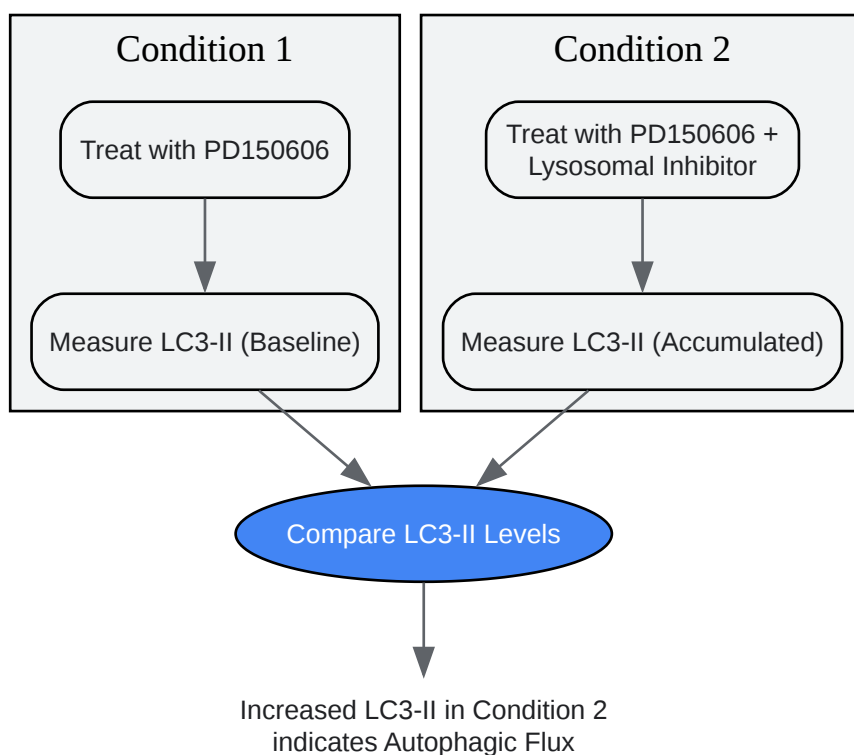 Condition 1
Treat with PD150606
Measure LC3-II (Baseline)
Condition 2
Treat with PD150606 +
Lysosomal Inhibitor
Measure LC3-II (Accumulated)
Compare LC3-II Levels
Increased LC3-II in Condition 2
indicates Autophagic Flux